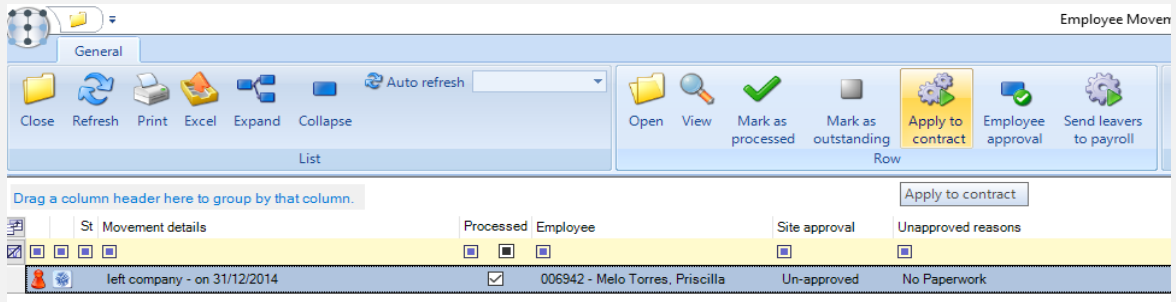 Employee Movem
General
Auto refresh
Close Refresh Print Excel Expand Collapse
Open View Mark as processed Mark as outstanding Apply to contract Employee approval Send leavers to payroll
List Row
Drag a column header here to group by that column.
Apply to contract
St Movement details Processed Employee Site approval Unapproved reasons
left company - on 31/12/2014 006942 - Melo Torres, Priscilla Un-approved No Paperwork